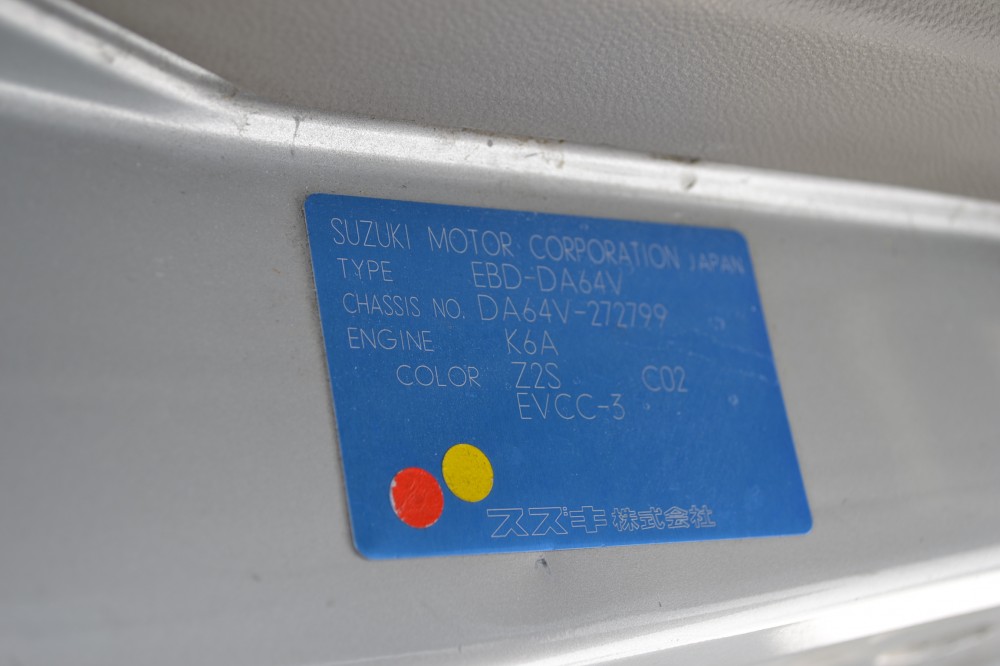 SUZUKI MOTOR CORPORATION JAPAN
TYPE EBD-DA64V
CHASSIS NO. DA64V-272799
ENGINE K6A
COLOR Z2S C02
EVCC-3
スズキ株式会社